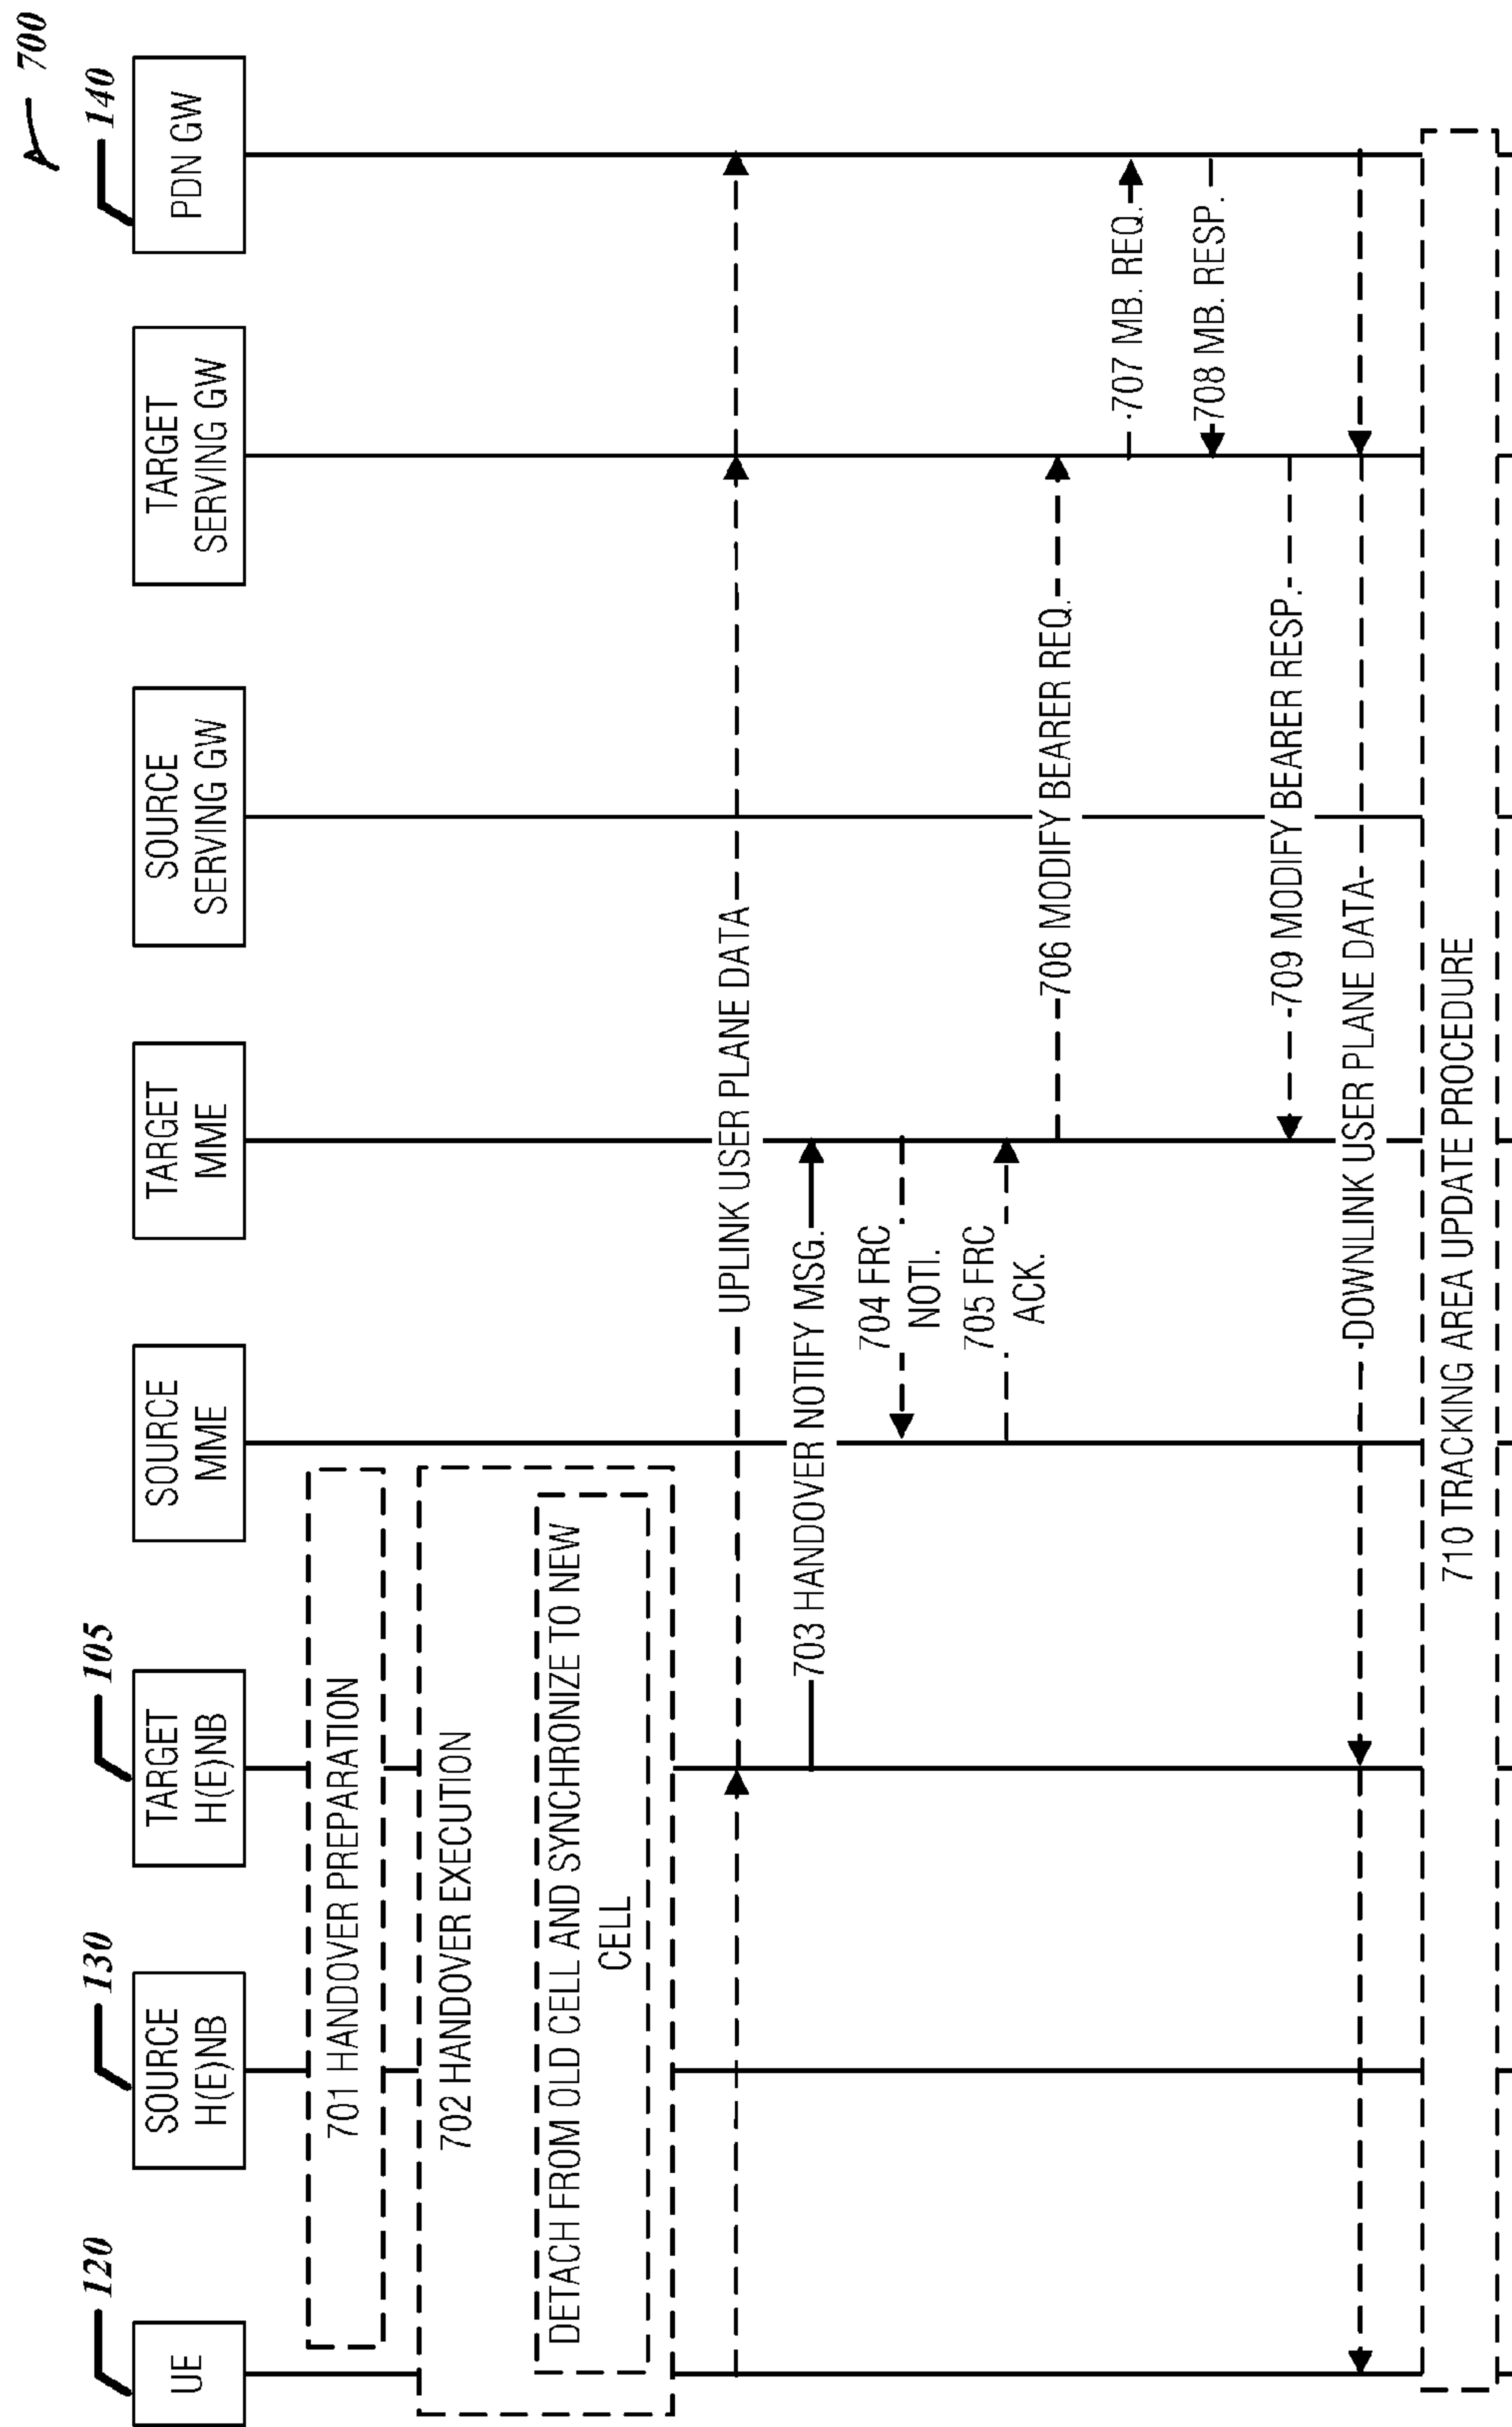 700
120
130
105
140
UE
SOURCE
H(E)NB
TARGET
H(E)NB
SOURCE
MME
TARGET
MME
SOURCE
SERVING GW
TARGET
SERVING GW
PDN GW
701 HANDOVER PREPARATION
702 HANDOVER EXECUTION
DETACH FROM OLD CELL AND SYNCHRONIZE TO NEW
CELL
UPLINK USER PLANE DATA
703 HANDOVER NOTIFY MSG.
704 FRC
NOTI.
705 FRC
ACK.
706 MODIFY BEARER REQ.
707 MB. REQ.
708 MB. RESP.
709 MODIFY BEARER RESP.
DOWNLINK USER PLANE DATA
710 TRACKING AREA UPDATE PROCEDURE